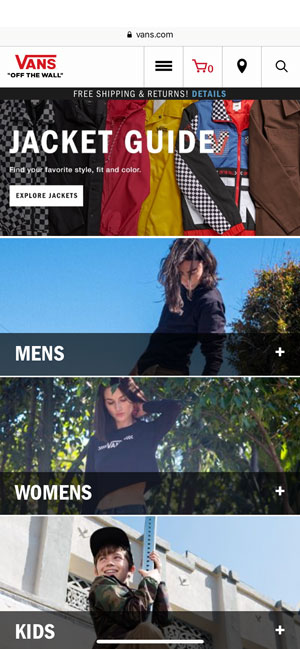 vans.com
VANS
"OFF THE WALL"
0
FREE SHIPPING & RETURNS! DETAILS
JACKET GUIDE
Find your favorite style, fit and color.
EXPLORE JACKETS
MENS
+
VANS
WOMENS
+
KIDS
+